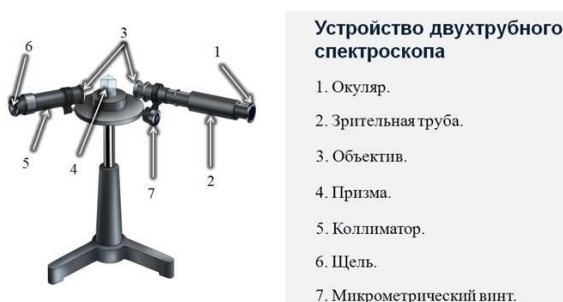 6
3
1
5
4
7
2
Устройство двухтрубного
спектроскопа
1. Окуляр.
2. Зрительная труба.
3. Объектив.
4. Призма.
5. Коллиматор.
6. Щель.
7. Микрометрический винт.